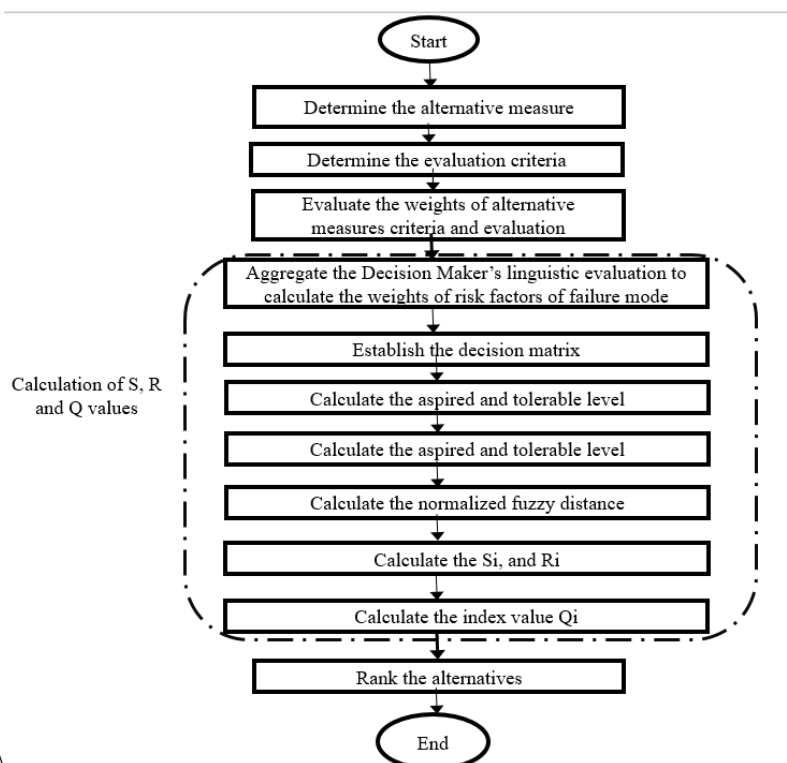 Start
Determine the alternative measure
Determine the evaluation criteria
Evaluate the weights of alternative
measures criteria and evaluation
Aggregate the Decision Maker’s linguistic evaluation to
calculate the weights of risk factors of failure mode
Establish the decision matrix
Calculation of S, R
and Q values
Calculate the aspired and tolerable level
Calculate the aspired and tolerable level
Calculate the normalized fuzzy distance
Calculate the Si, and Ri
Calculate the index value Qi
Rank the alternatives
End